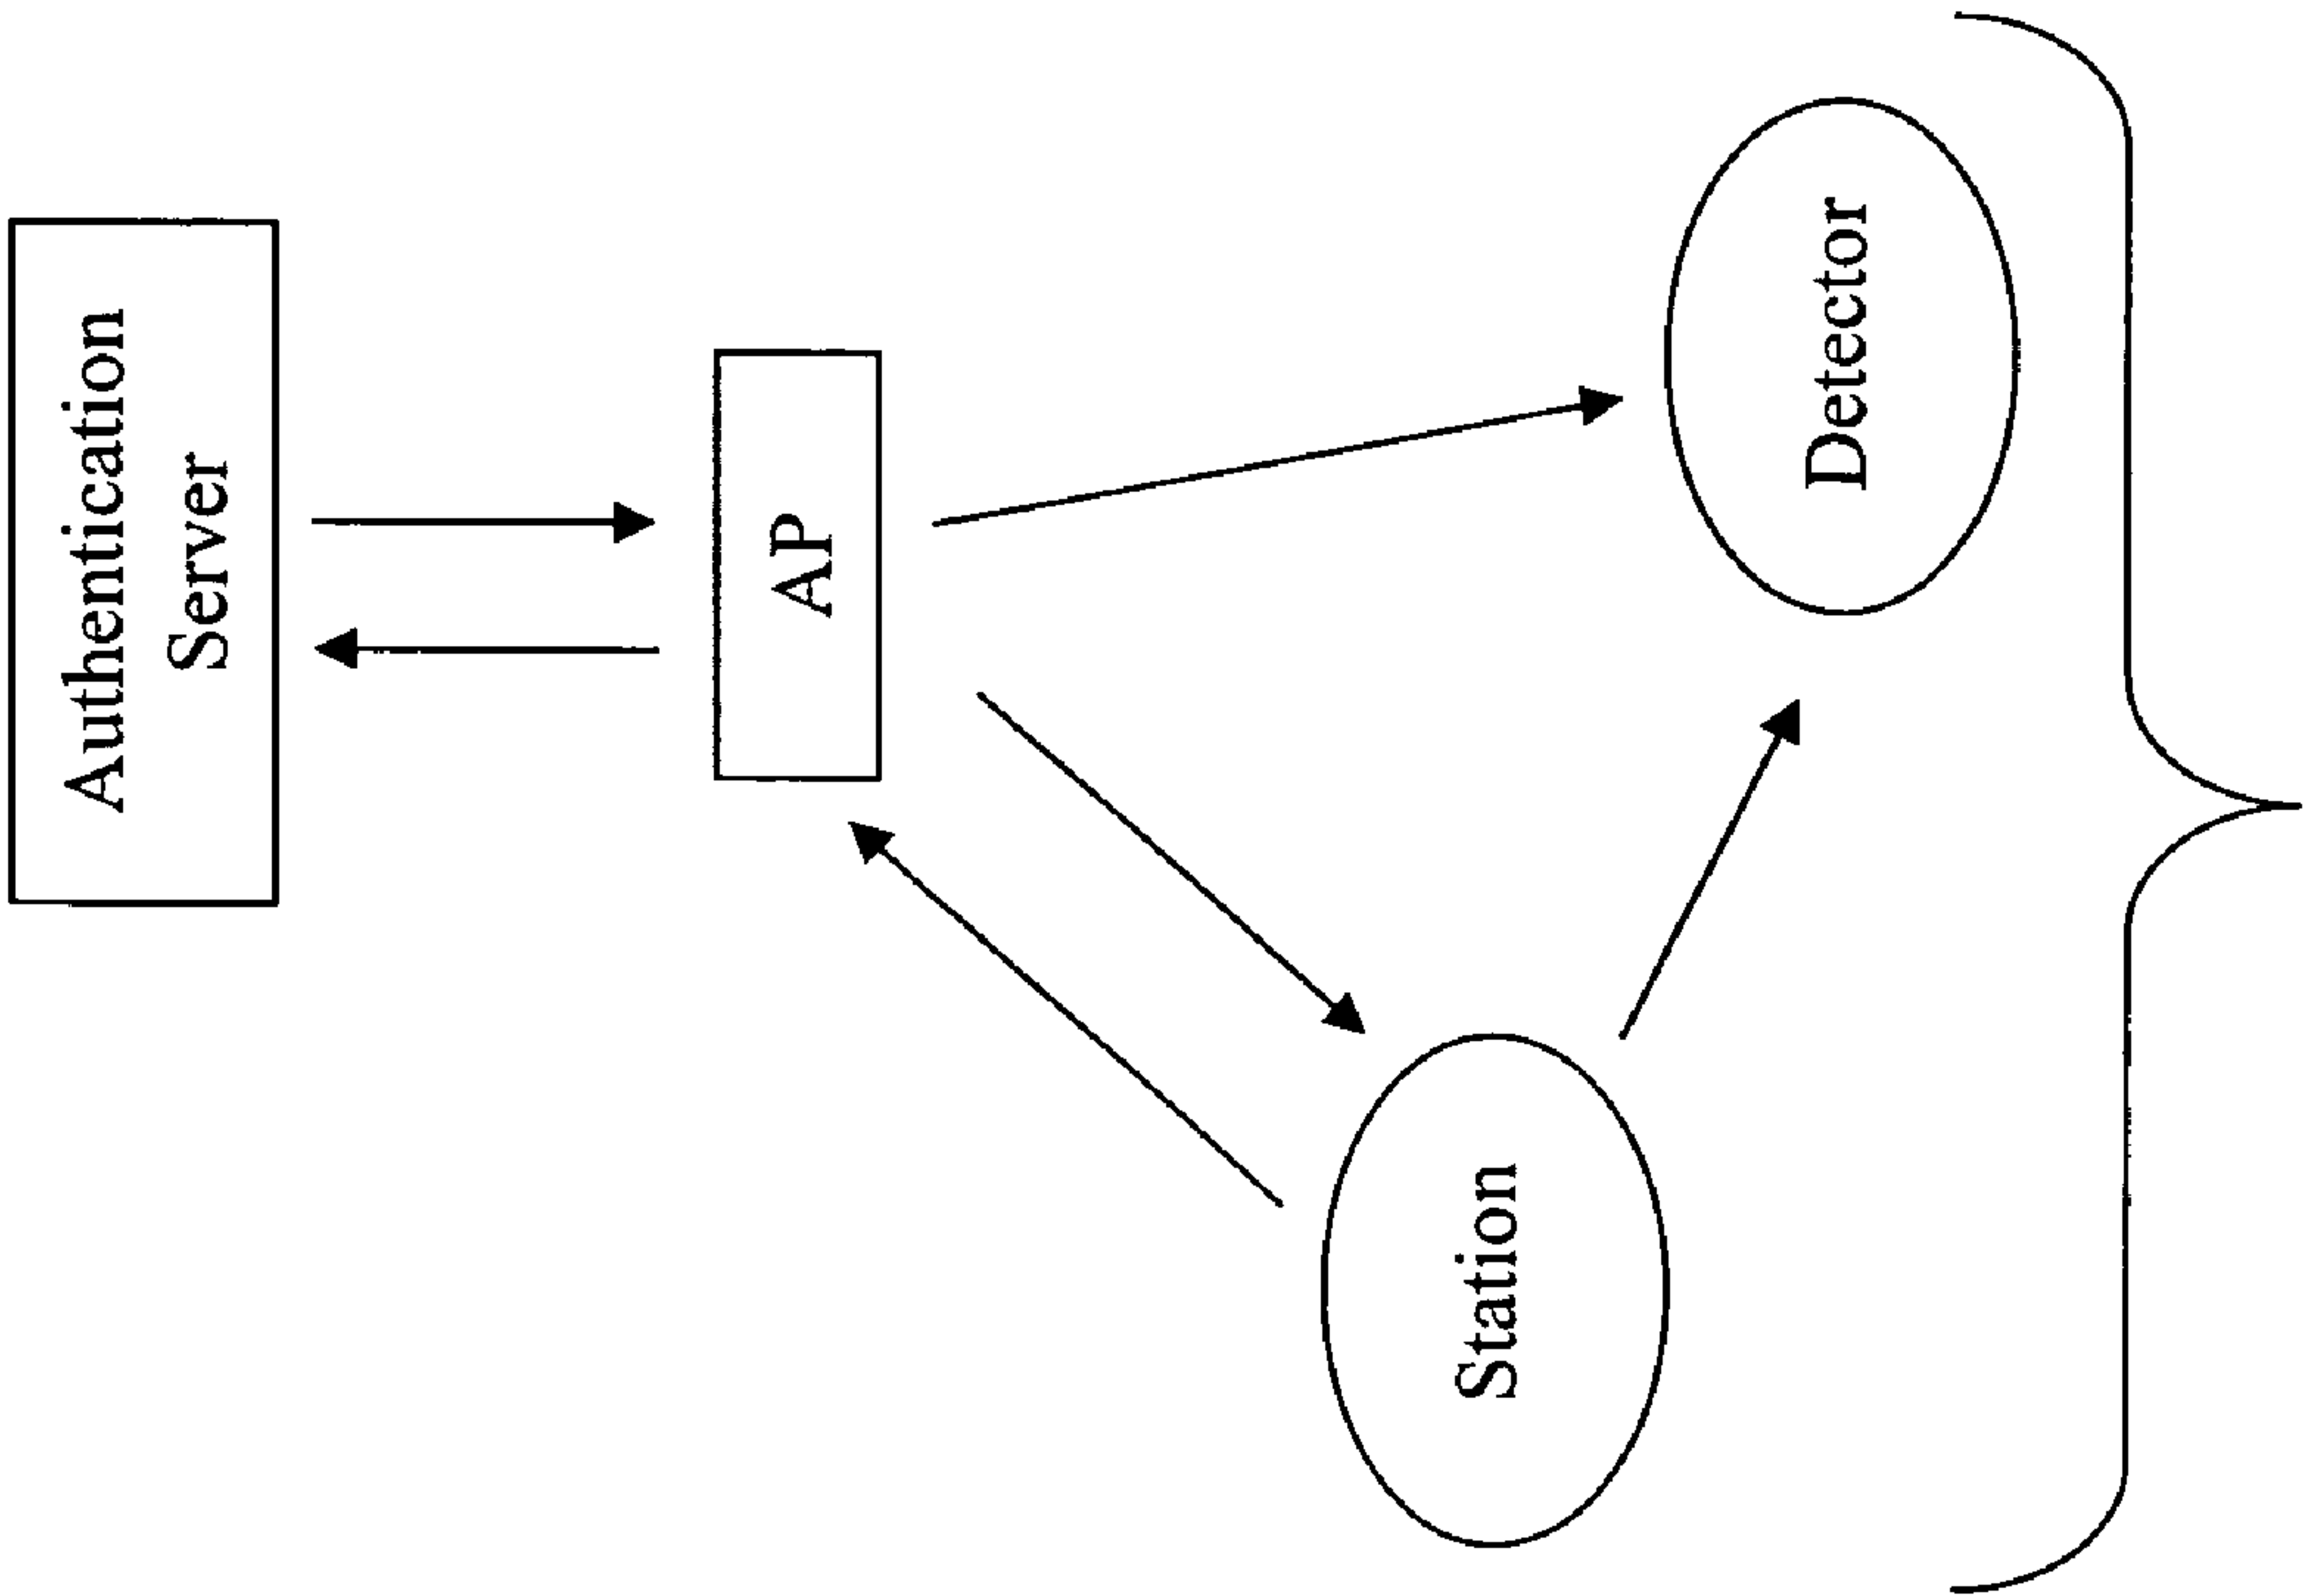 Authentication
Server
AP
Station
Detector